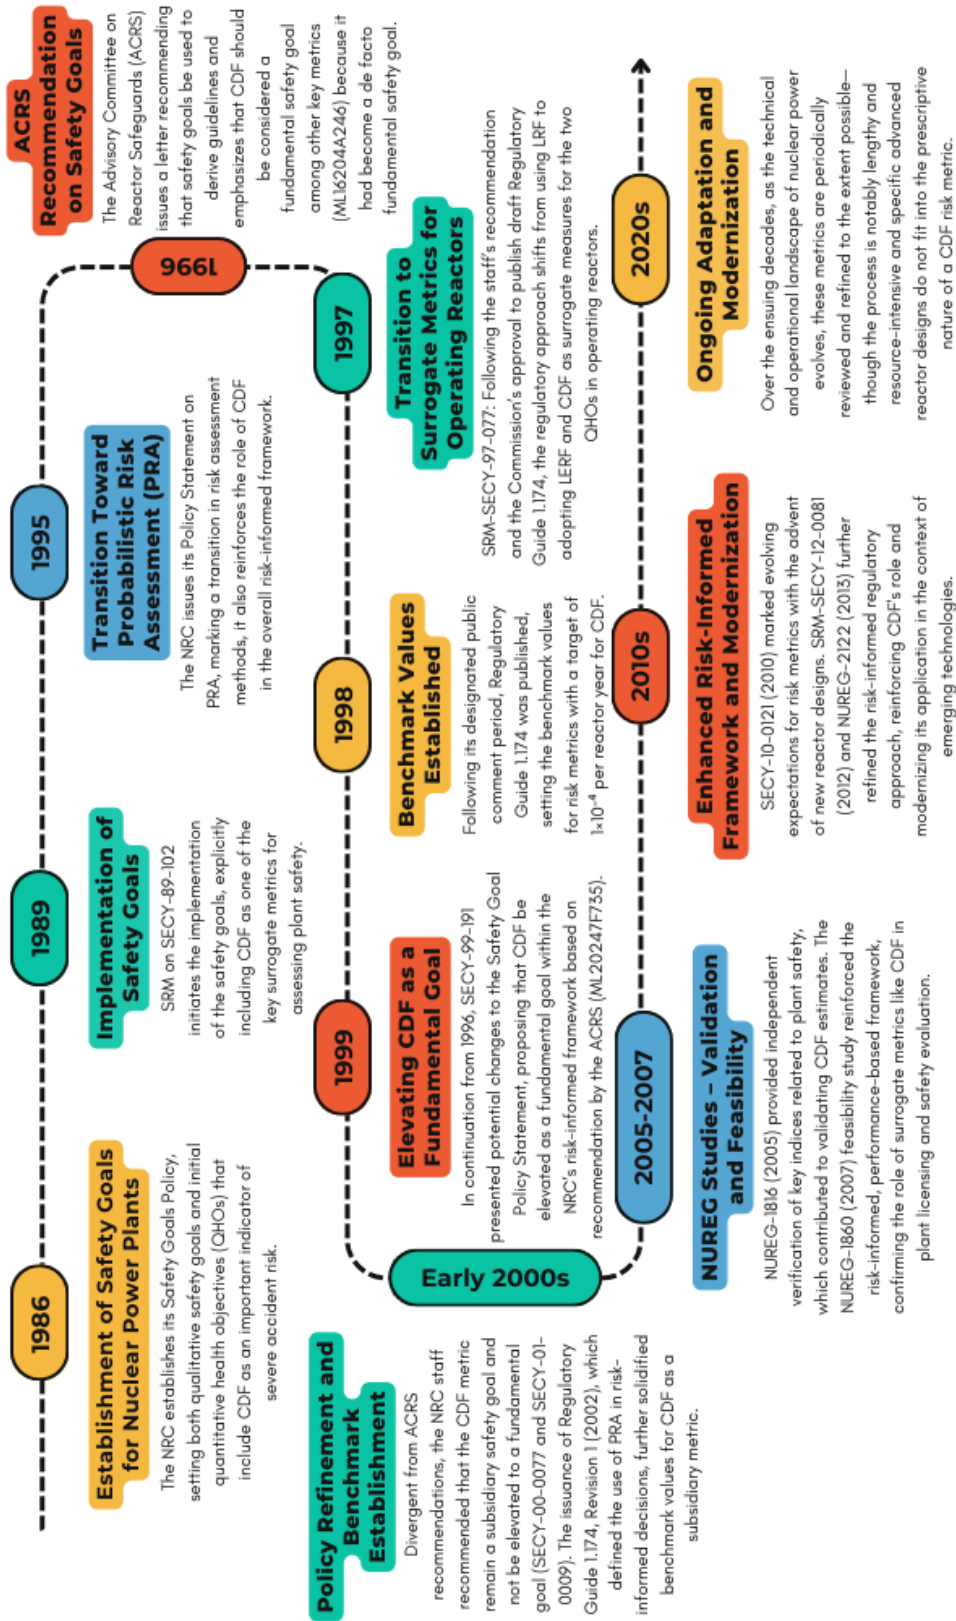 1986
Establishment of Safety Goals
for Nuclear Power Plants
The NRC establishes its Safety Goals Policy,
setting both qualitative safety goals and initial
quantitative health objectives (QHOs) that
include CDF as an important indicator of
severe accident risk.
1989
Implementation of
Safety Goals
SRM on SECY-89-102
initiates the implementation
of the safety goals, explicitly
including CDF as one of the
key surrogate metrics for
assessing plant safety.
1995
Transition Toward
Probabilistic Risk
Assessment (PRA)
The NRC issues its Policy Statement on
PRA, marking a transition in risk assessment
methods, it also reinforces the role of CDF
in the overall risk-informed framework.
1996
ACRS
Recommendation
on Safety Goals
The Advisory Committee on
Reactor Safeguards (ACRS)
issues a letter recommending
that safety goals be used to
derive guidelines and
emphasizes that CDF should
be considered a
fundamental safety goal
among other key metrics
(ML16204A246) because it
had become a de facto
fundamental safety goal.
1997
Transition to
Surrogate Metrics for
Operating Reactors
SRM-SECY-97-077: Following the staff's recommendation
and the Commission's approval to publish draft Regulatory
Guide 1.174, the regulatory approach shifts from using LRF to
adopting LERF and CDF as surrogate measures for the two
QHOs in operating reactors.
1998
Benchmark Values
Established
Following its designated public
comment period, Regulatory
Guide 1.174 was published,
setting the benchmark values
for risk metrics with a target of
1×10⁻⁴ per reactor year for CDF.
1999
Elevating CDF as a
Fundamental Goal
In continuation from 1996, SECY-99-191
presented potential changes to the Safety Goal
Policy Statement, proposing that CDF be
elevated as a fundamental goal within the
NRC's risk-informed framework based on
recommendation by the ACRS (ML20247F735).
Early 2000s
Policy Refinement and
Benchmark
Establishment
Divergent from ACRS
recommendations, the NRC staff
recommended that the CDF metric
remain a subsidiary safety goal and
not be elevated to a fundamental
goal (SECY-00-0077 and SECY-01-
0009). The issuance of Regulatory
Guide 1.174, Revision 1 (2002), which
defined the use of PRA in risk-
informed decisions, further solidified
benchmark values for CDF as a
subsidiary metric.
2005-2007
NUREG Studies – Validation
and Feasibility
NUREG-1816 (2005) provided independent
verification of key indices related to plant safety,
which contributed to validating CDF estimates. The
NUREG-1860 (2007) feasibility study reinforced the
risk-informed, performance-based framework,
confirming the role of surrogate metrics like CDF in
plant licensing and safety evaluation.
2010s
Enhanced Risk-Informed
Framework and Modernization
SECY-10-0121 (2010) marked evolving
expectations for risk metrics with the advent
of new reactor designs. SRM-SECY-12-0081
(2012) and NUREG-2122 (2013) further
refined the risk-informed regulatory
approach, reinforcing CDF's role and
modernizing its application in the context of
emerging technologies.
2020s
Ongoing Adaptation and
Modernization
Over the ensuing decades, as the technical
and operational landscape of nuclear power
evolves, these metrics are periodically
reviewed and refined to the extent possible—
though the process is notably lengthy and
resource-intensive and specific advanced
reactor designs do not fit into the prescriptive
nature of a CDF risk metric.